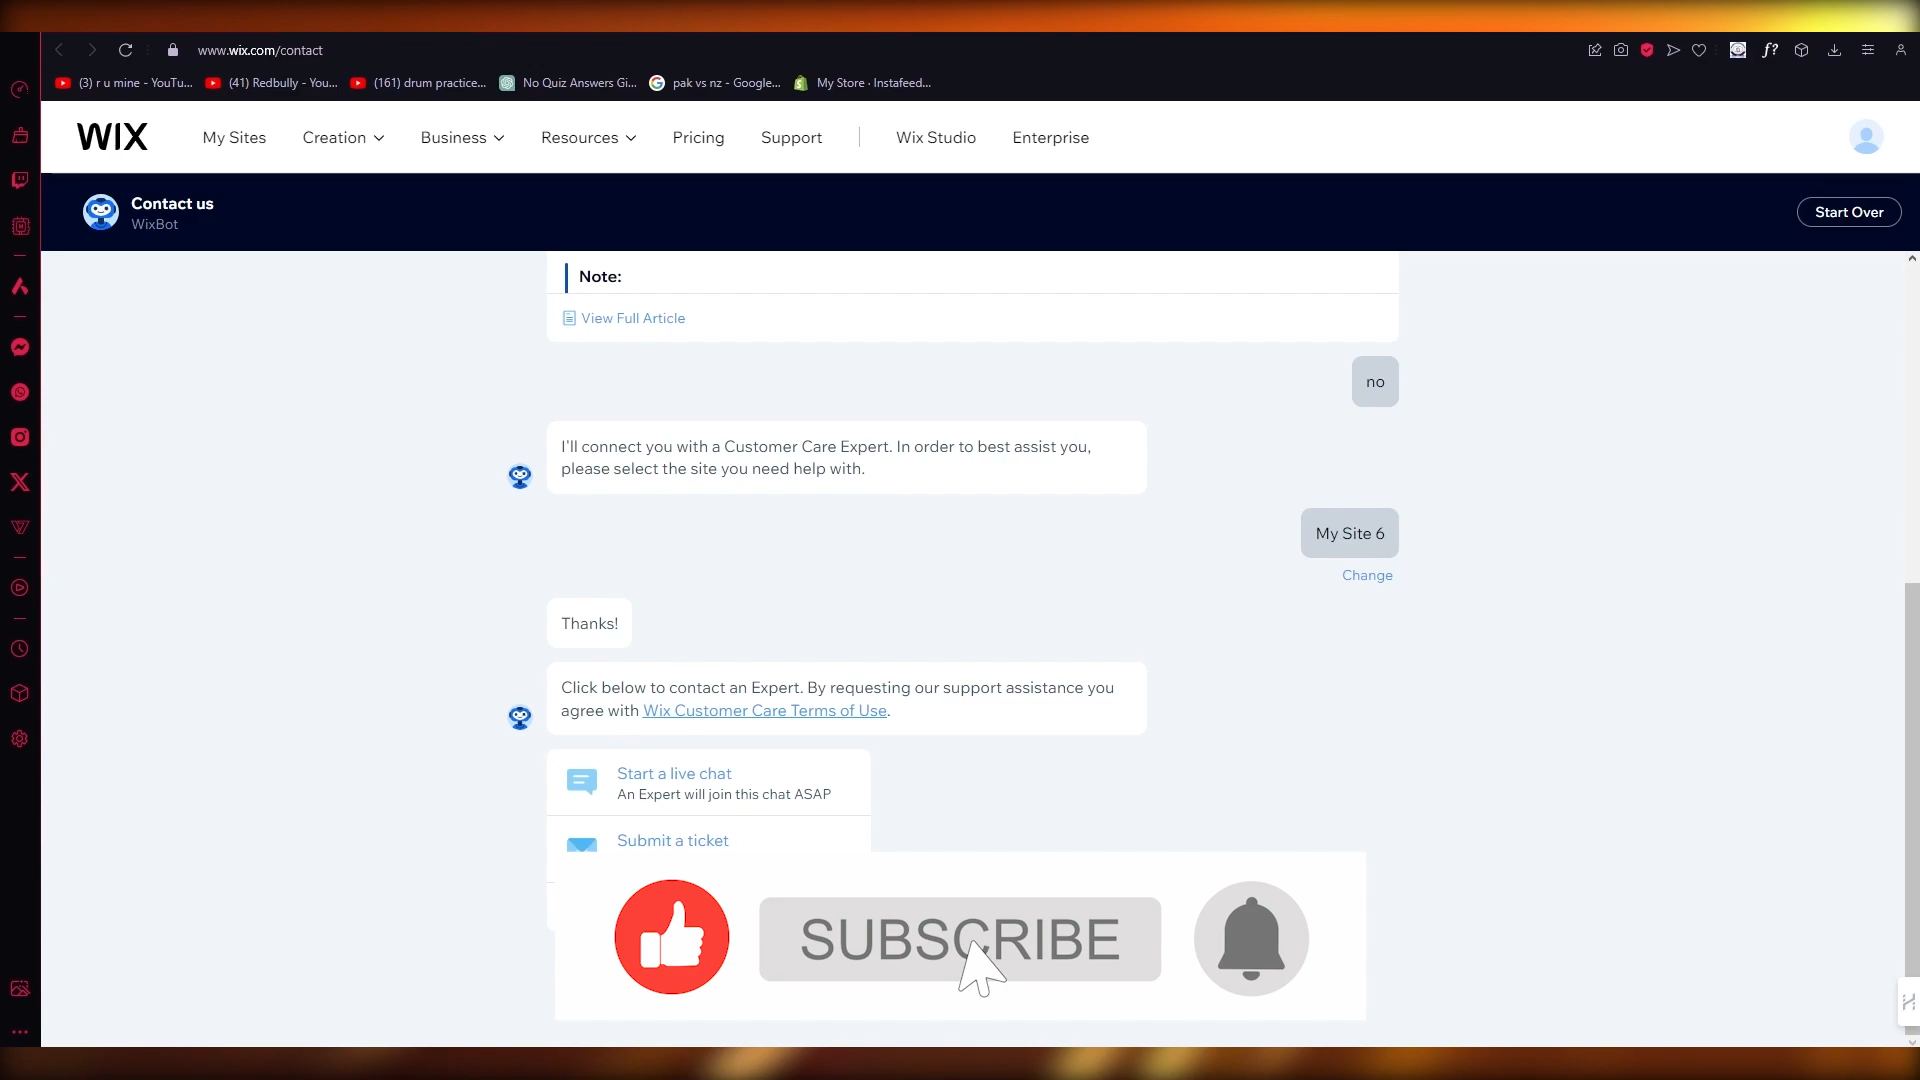 www.wix.com/contact
(3) r u mine - YouTu...
(41) Redbully - You...
(161) drum practice...
No Quiz Answers Gi...
pak vs nz - Google...
My Store · Instafeed...
WIX
My Sites
Creation
Business
Resources
Pricing
Support
Wix Studio
Enterprise
Contact us
WixBot
Start Over
Note:
View Full Article
no
I'll connect you with a Customer Care Expert. In order to best assist you,
please select the site you need help with.
My Site 6
Change
Thanks!
Click below to contact an Expert. By requesting our support assistance you
agree with Wix Customer Care Terms of Use.
Start a live chat
An Expert will join this chat ASAP
Submit a ticket
SUBSCRIBE